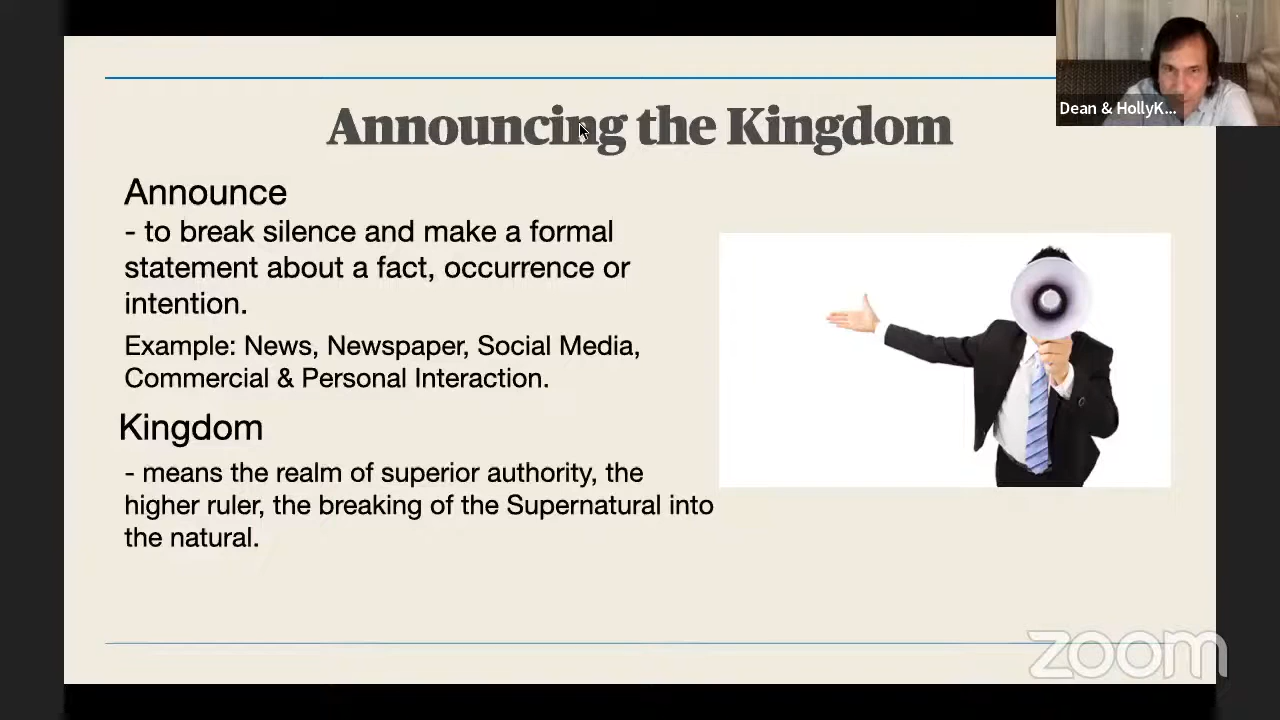 Announcing the Kingdom
Dean & HollyK...
Announce
- to break silence and make a formal
statement about a fact, occurrence or
intention.
Example: News, Newspaper, Social Media,
Commercial & Personal Interaction.
Kingdom
- means the realm of superior authority, the
higher ruler, the breaking of the Supernatural into
the natural.
zoom